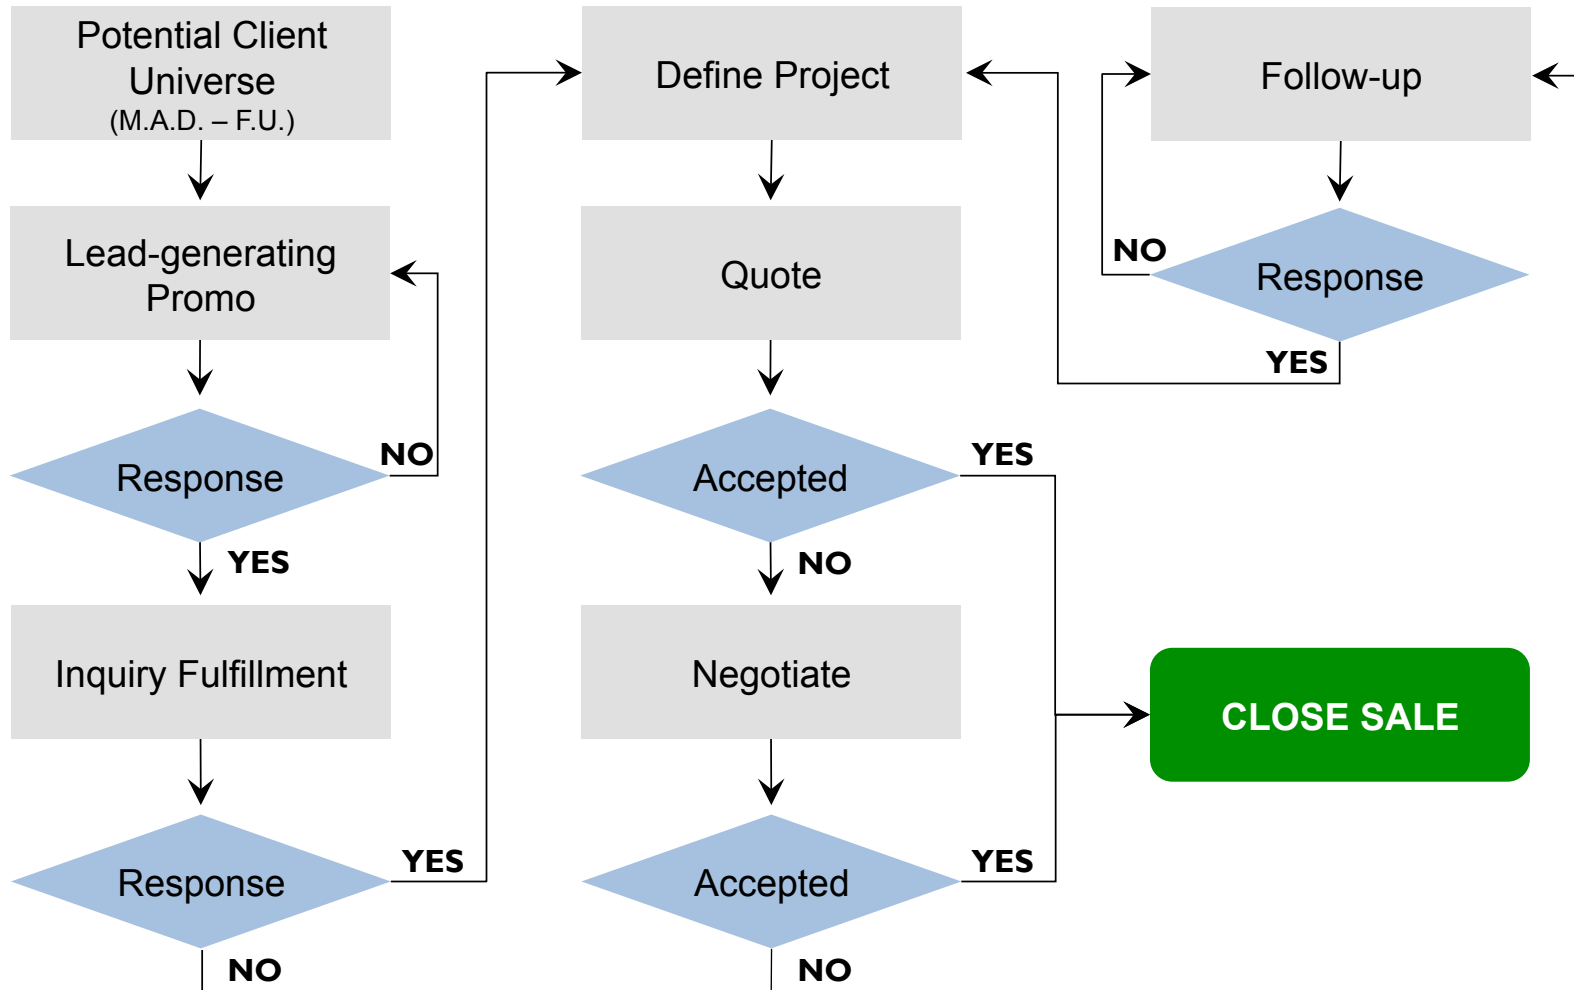 Potential Client
Universe
(M.A.D. – F.U.)
Lead-generating
Promo
Response
NO
YES
Inquiry Fulfillment
Response
YES
NO
Define Project
Quote
Accepted
YES
NO
Negotiate
Accepted
YES
NO
Follow-up
Response
NO
YES
CLOSE SALE